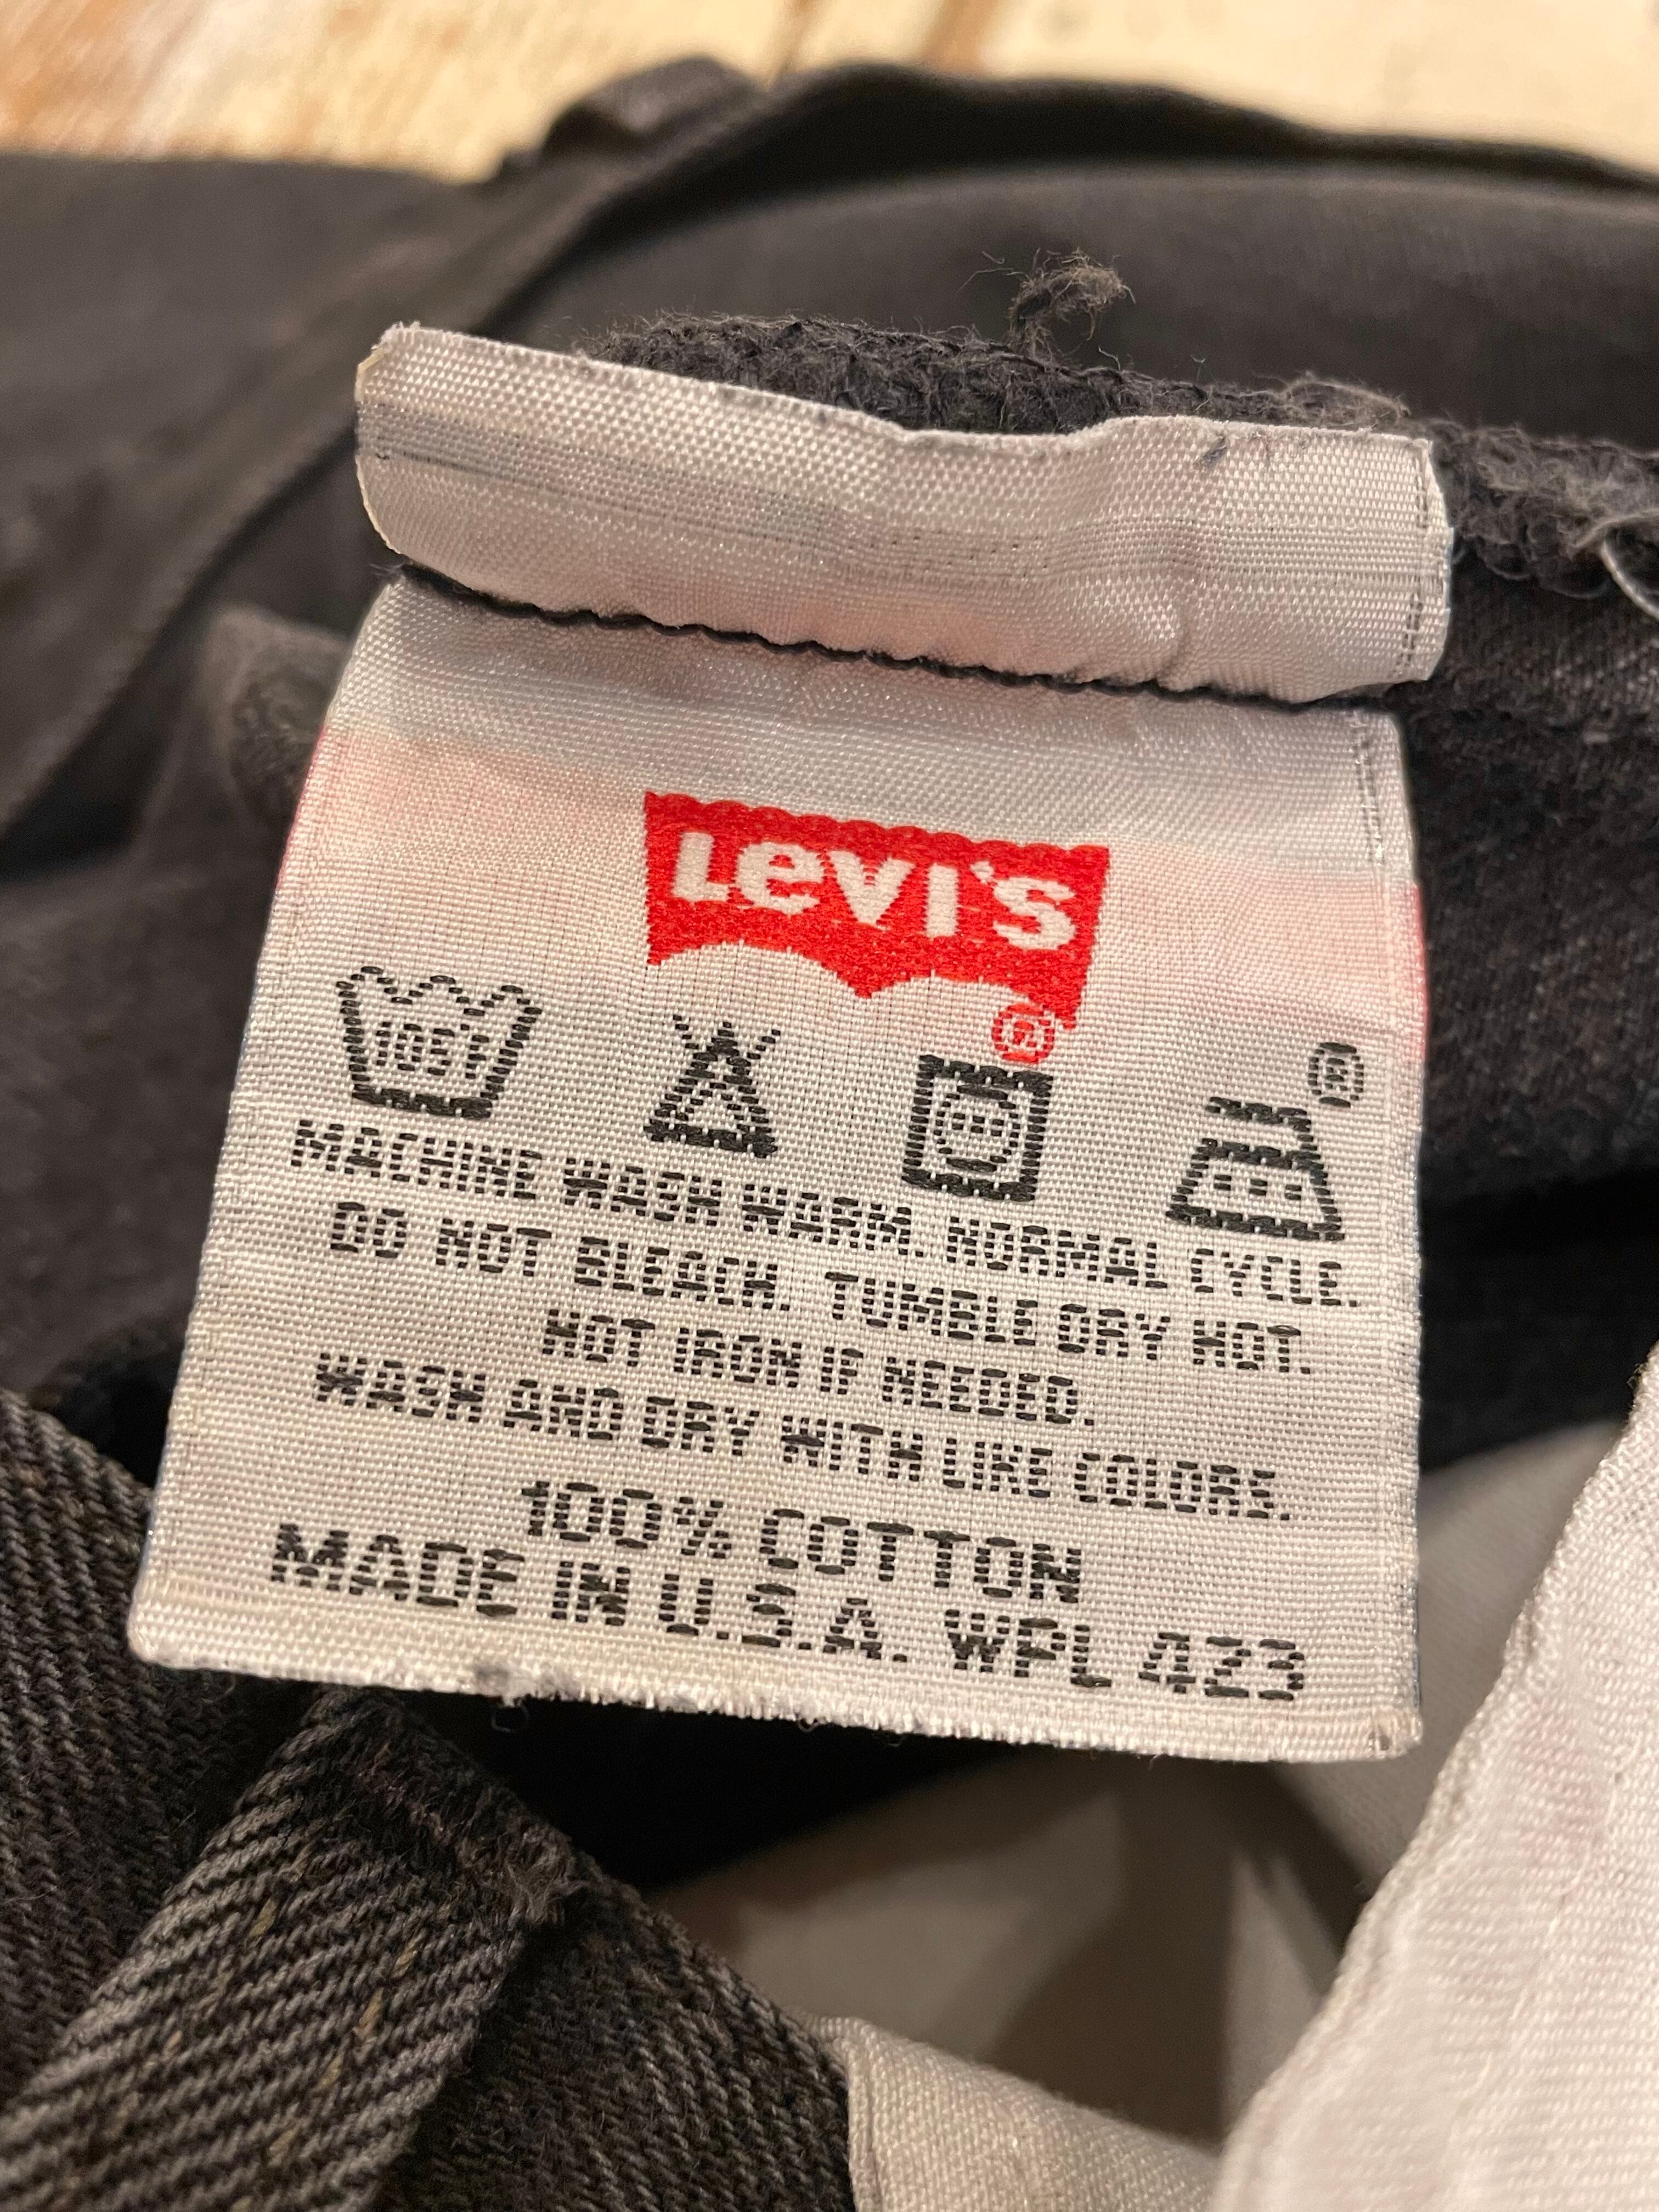 Levi's
®
105F
®
MACHINE WASH WARM. NORMAL CYCLE.
DO NOT BLEACH. TUMBLE DRY HOT.
HOT IRON IF NEEDED.
WASH AND DRY WITH LIKE COLORS.
100% COTTON
MADE IN U.S.A. WPL 423